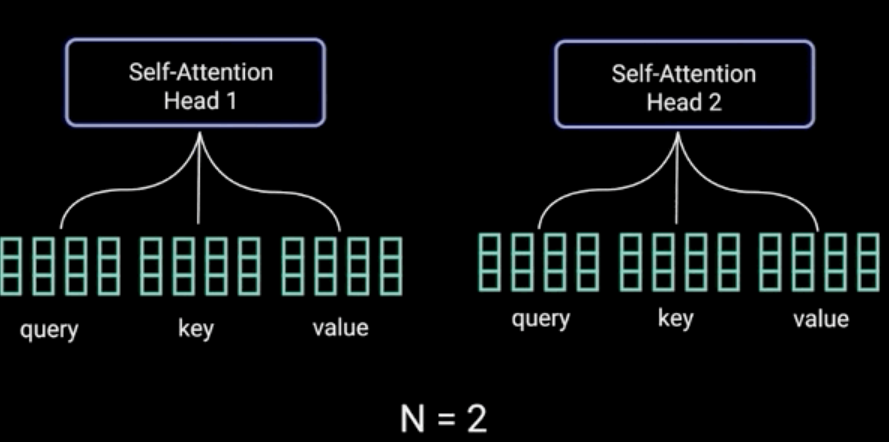 Self-Attention
Head 1
Self-Attention
Head 2
query key value
query key value
N = 2